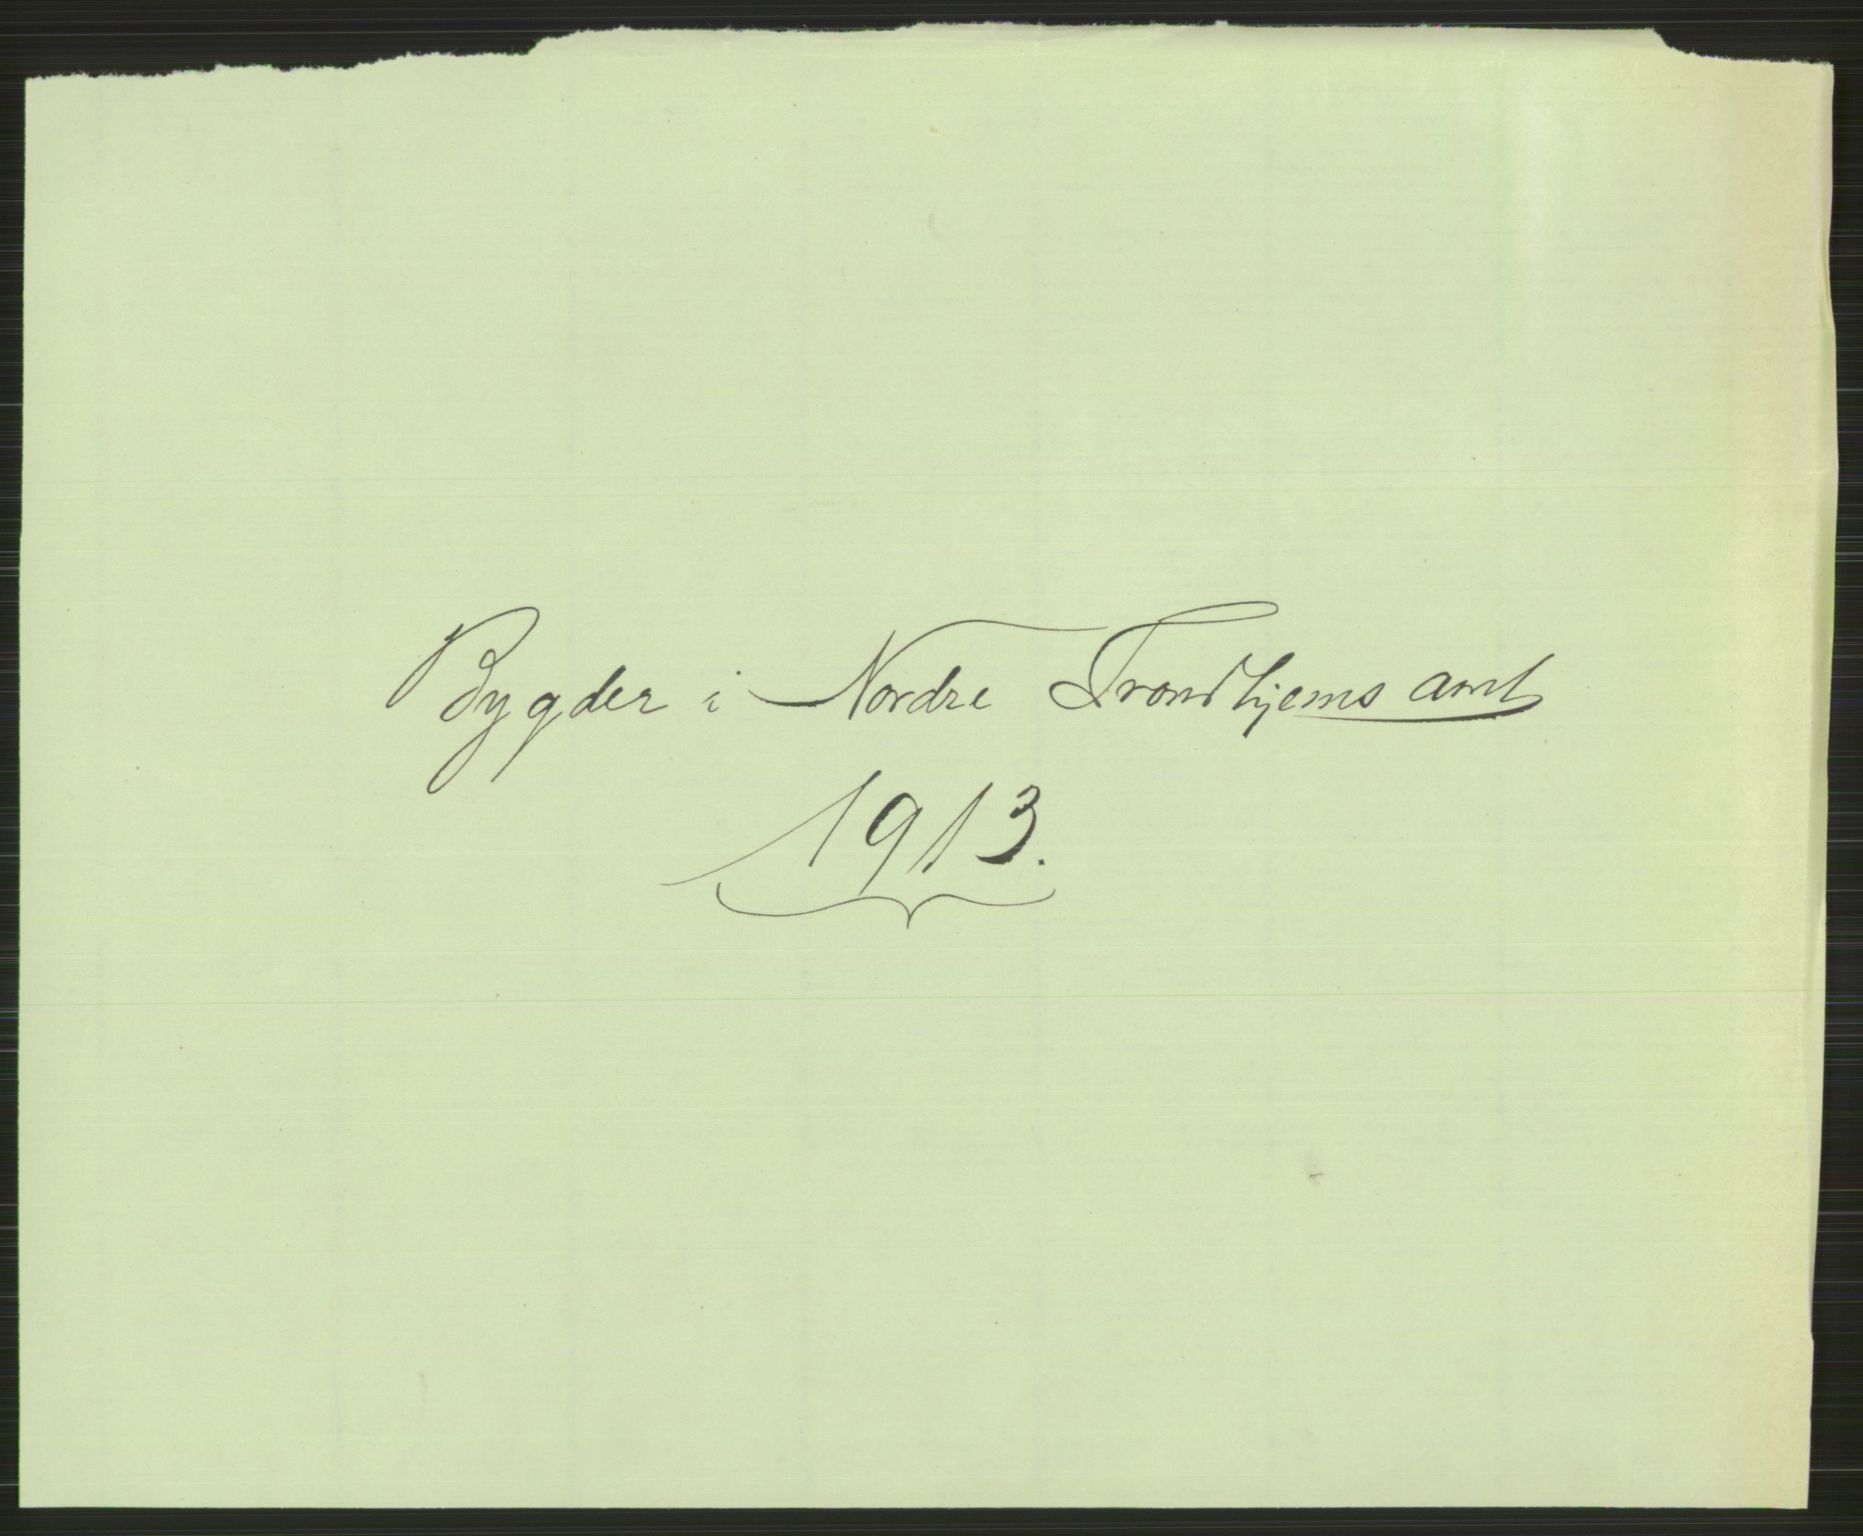 Bygder i Nordre Trondhjems amt
1913.